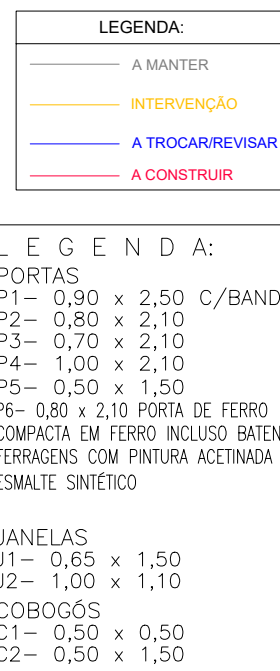 LEGENDA:
A MANTER
INTERVENÇÃO
A TROCAR/REVISAR
A CONSTRUIR
L E G E N D A:
PORTAS
P1- 0,90 x 2,50 C/BAND
P2- 0,80 x 2,10
P3- 0,70 x 2,10
P4- 1,00 x 2,10
P5- 0,50 x 1,50
P6- 0,80 x 2,10 PORTA DE FERRO
COMPACTA EM FERRO INCLUSO BATEN
FERRAGENS COM PINTURA ACETINADA
ESMALTE SINTÉTICO
JANELAS
J1- 0,65 x 1,50
J2- 1,00 x 1,10
COBOGÓS
C1- 0,50 x 0,50
C2- 0,50 x 1,50